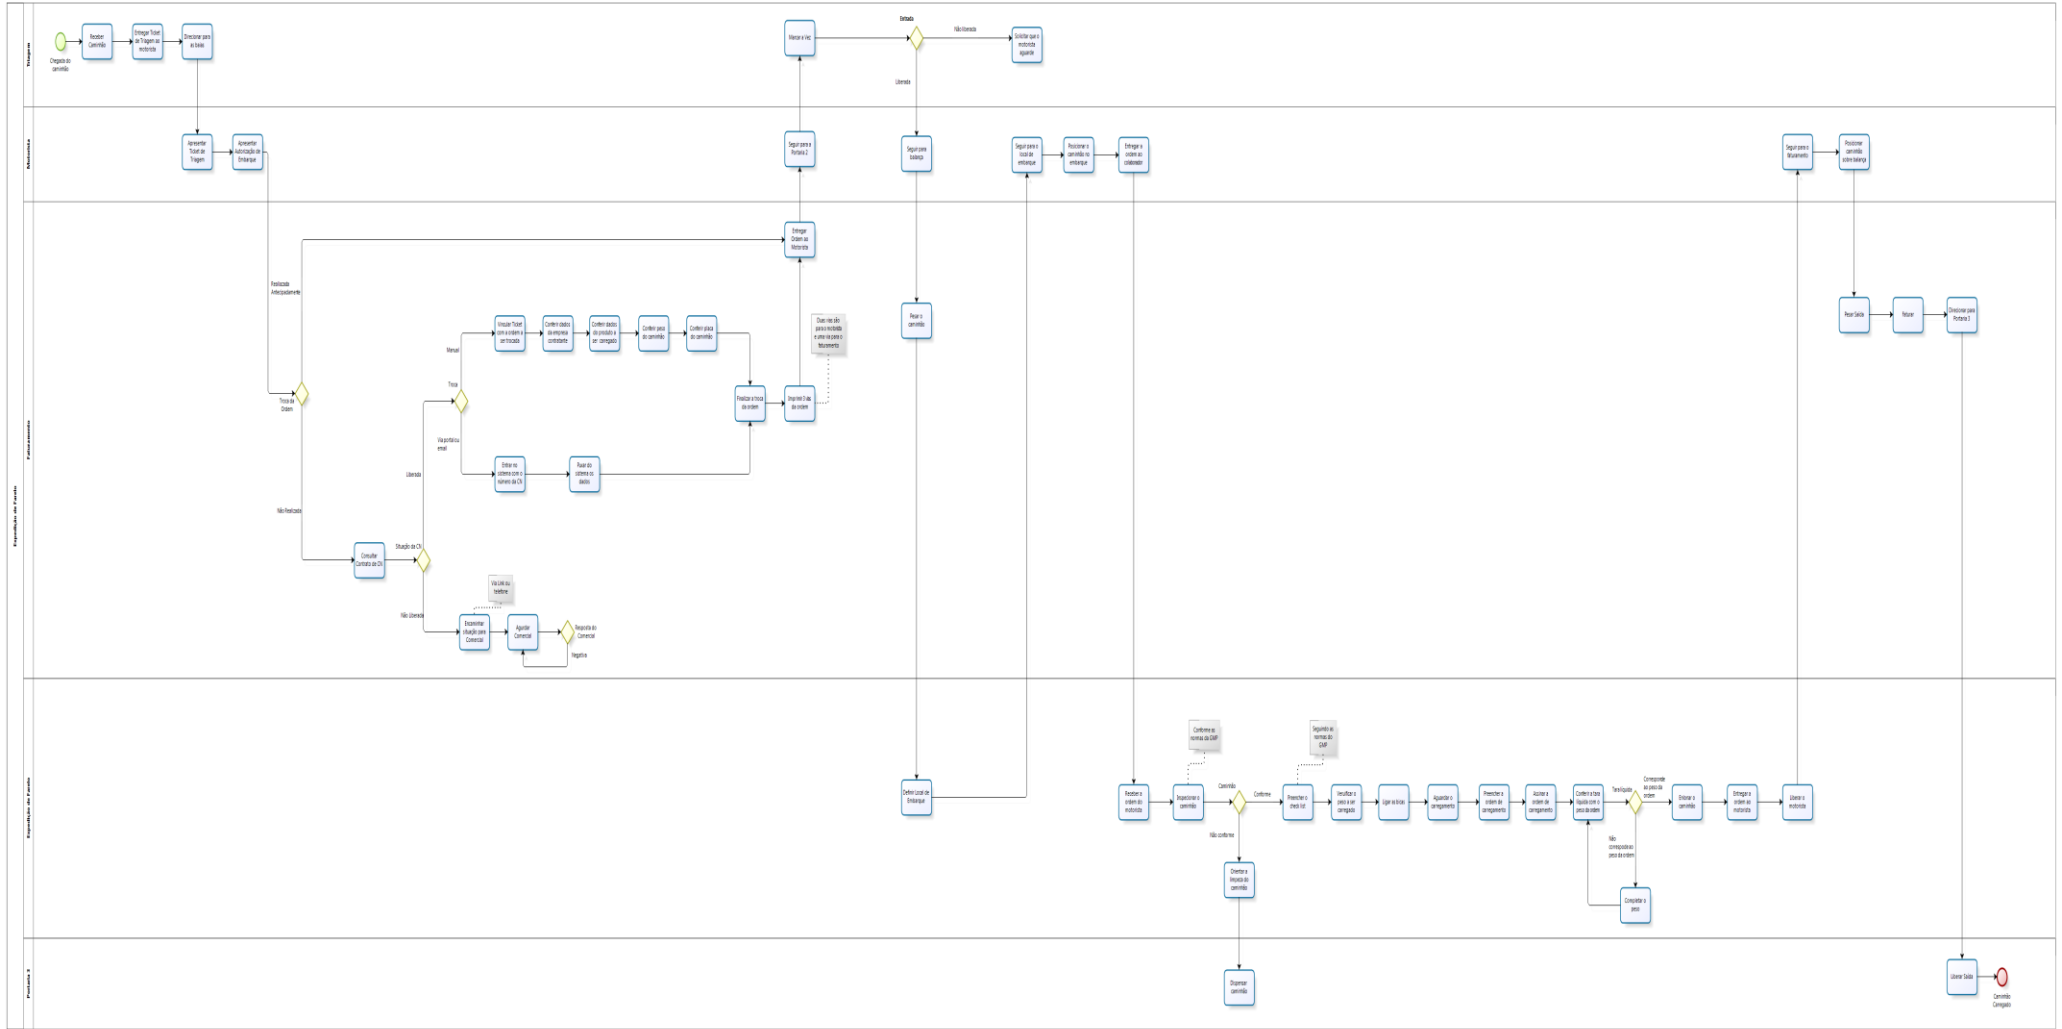 Expedição de Farelo
Triagem
Chegada do
caminhão
Receber
Caminhão
Entregar Ticket
de Triagem ao
motorista
Direcionar para
as baias
Marcar a Vez
Entrada
Não liberada
Liberada
Solicitar que o
motorista
aguarde
Motorista
Apresentar
Ticket de
Triagem
Apresentar
Autorização de
Embarque
Seguir para a
Portaria 2
Seguir para
balança
Seguir para o
local de
embarque
Posicionar o
caminhão no
embarque
Entregar a
ordem ao
colaborador
Seguir para o
faturamento
Posicionar
caminhão
sobre balança
Faturamento
Realizada
Antecipadamente
Troca da
Ordem
Não Realizada
Entregar
Ordem ao
Motorista
Manual
Troca
Via portal ou
email
Vincular Ticket
com a ordem a
ser trocada
Conferir dados
da empresa
contratante
Conferir dados
do produto a
ser carregado
Conferir peso
do caminhão
Conferir placa
do caminhão
Duas vias são
para o motorista
e uma via para o
faturamento
Finalizar a troca
da ordem
Imprimir 3 vias
da ordem
Entrar no
sistema com o
número da CN
Puxar do
sistema os
dados
Liberada
Situação da CN
Consultar
Contrato de CN
Não Liberada
Via Link ou
telefone
Encaminhar
situação para
Comercial
Aguardar
Comercial
Resposta do
Comercial
Negativa
Pesar o
caminhão
Pesar Saída
Faturar
Direcionar para
Portaria 3
Expedição de Farelo
Definir Local de
Embarque
Conforme as
normas do GMP
Seguindo as
normas do
GMP
Receber a
ordem do
motorista
Inspecionar o
caminhão
Caminhão
Conforme
Não conforme
Preencher o
check list
Verificar o
peso a ser
carregado
Ligar as bicas
Aguardar o
carregamento
Preencher a
ordem de
carregamento
Assinar a
ordem de
carregamento
Conferir a tara
líquida com o
peso da ordem
Tara líquida
Corresponde
ao peso da
ordem
Não
corresponde ao
peso da ordem
Enlonar o
caminhão
Entregar a
ordem ao
motorista
Liberar o
motorista
Orientar a
limpeza do
caminhão
Completar o
peso
Portaria 3
Dispensar
caminhão
Liberar Saída
Caminhão
Carregado